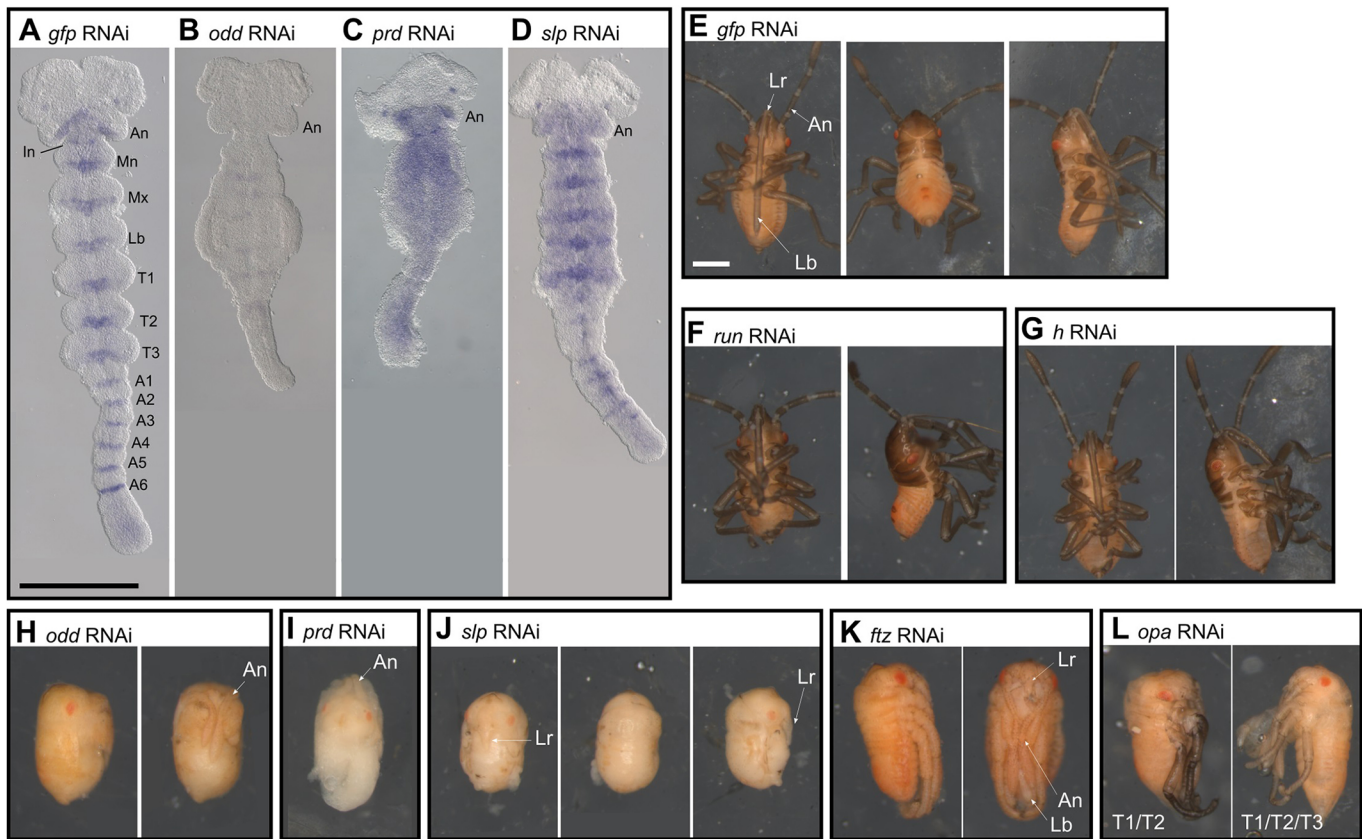 A gfp RNAi
An
In
Mn
Mx
Lb
T1
T2
T3
A1
A2
A3
A4
A5
A6
B odd RNAi
An
C prd RNAi
An
D slp RNAi
An
E gfp RNAi
Lr
An
Lb
F run RNAi
G h RNAi
H odd RNAi
An
I prd RNAi
An
J slp RNAi
Lr
Lr
K ftz RNAi
Lr
An
Lb
L opa RNAi
T1/T2
T1/T2/T3